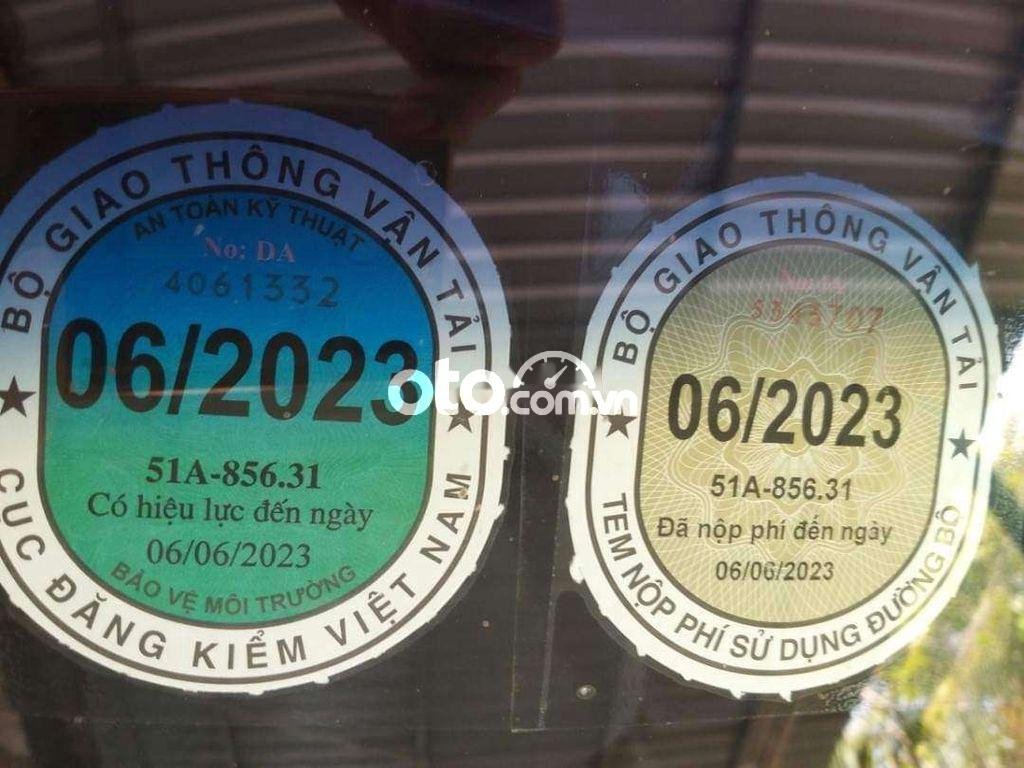 BỘ GIAO THÔNG VẬN TẢI
AN TOÀN KỸ THUẬT
No: DA
4061332
06/2023
51A-856.31
Có hiệu lực đến ngày
06/06/2023
BẢO VỆ MÔI TRƯỜNG
CỤC ĐĂNG KIỂM VIỆT NAM
oto.com.vn
BỘ GIAO THÔNG VẬN TẢI
06/2023
51A-856.31
Đã nộp phí đến ngày
06/06/2023
TEM NỘP PHÍ SỬ DỤNG ĐƯỜNG BỘ